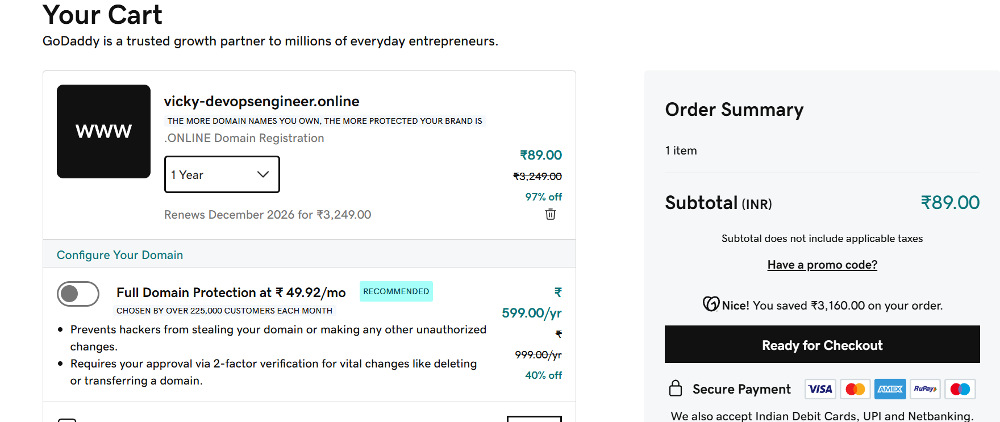 Your Cart
GoDaddy is a trusted growth partner to millions of everyday entrepreneurs.
www
vicky-devopsengineer.online
THE MORE DOMAIN NAMES YOU OWN, THE MORE PROTECTED YOUR BRAND IS
.ONLINE Domain Registration
1 Year
₹89.00
₹3,249.00
97% off
Renews December 2026 for ₹3,249.00
Configure Your Domain
Full Domain Protection at ₹ 49.92/mo
RECOMMENDED
CHOSEN BY OVER 225,000 CUSTOMERS EACH MONTH
• Prevents hackers from stealing your domain or making any other unauthorized
changes.
• Requires your approval via 2-factor verification for vital changes like deleting
or transferring a domain.
₹
599.00/yr
₹
999.00/yr
40% off
Order Summary
1 item
Subtotal (INR)
₹89.00
Subtotal does not include applicable taxes
Have a promo code?
Nice! You saved ₹3,160.00 on your order.
Ready for Checkout
Secure Payment
VISA
AMEX
RuPay
We also accept Indian Debit Cards, UPI and Netbanking.